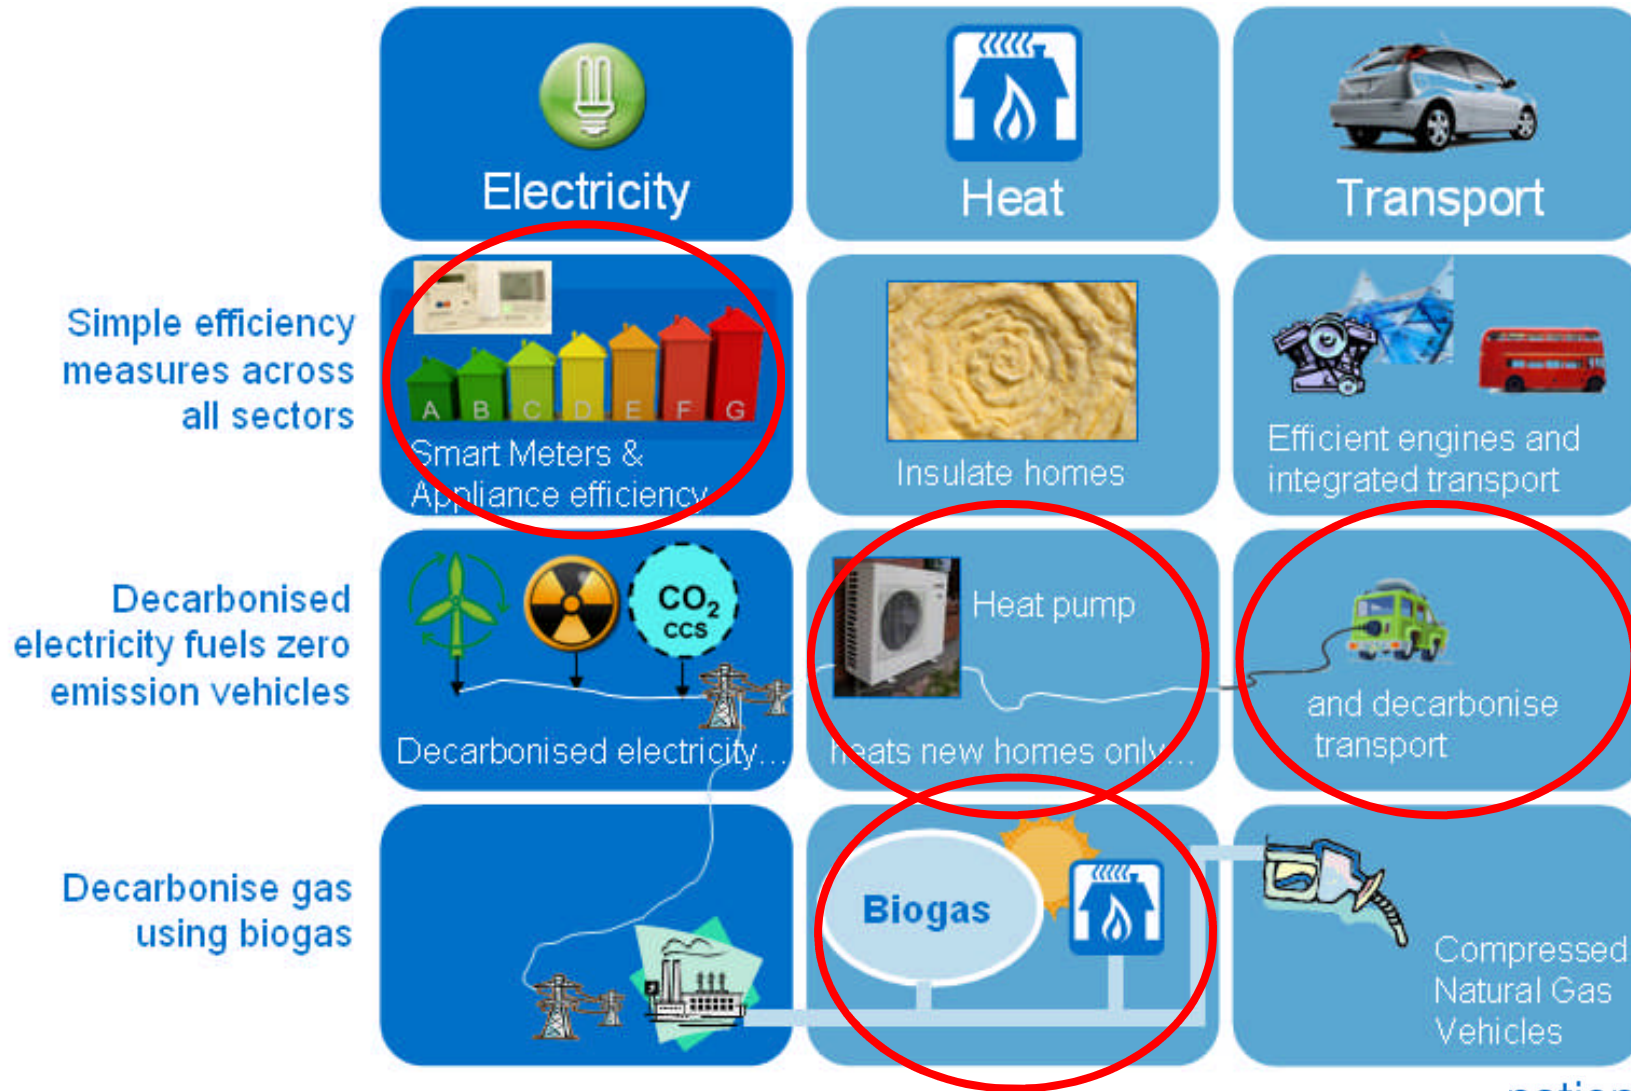 Electricity
Heat
Transport
Simple efficiency
measures across
all sectors
A B C D E F G
Smart Meters &
Appliance efficiency
Insulate homes
Efficient engines and
integrated transport
Decarbonised
electricity fuels zero
emission vehicles
CO2
CCS
Decarbonised electricity...
Heat pump
heats new homes only...
and decarbonise
transport
Decarbonise gas
using biogas
Biogas
Compressed
Natural Gas
Vehicles